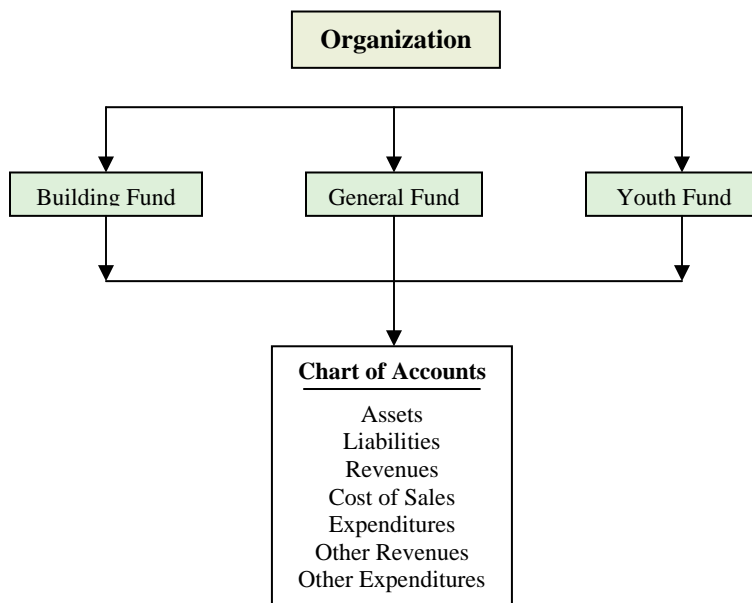 Organization
Building Fund
General Fund
Youth Fund
Chart of Accounts
Assets
Liabilities
Revenues
Cost of Sales
Expenditures
Other Revenues
Other Expenditures